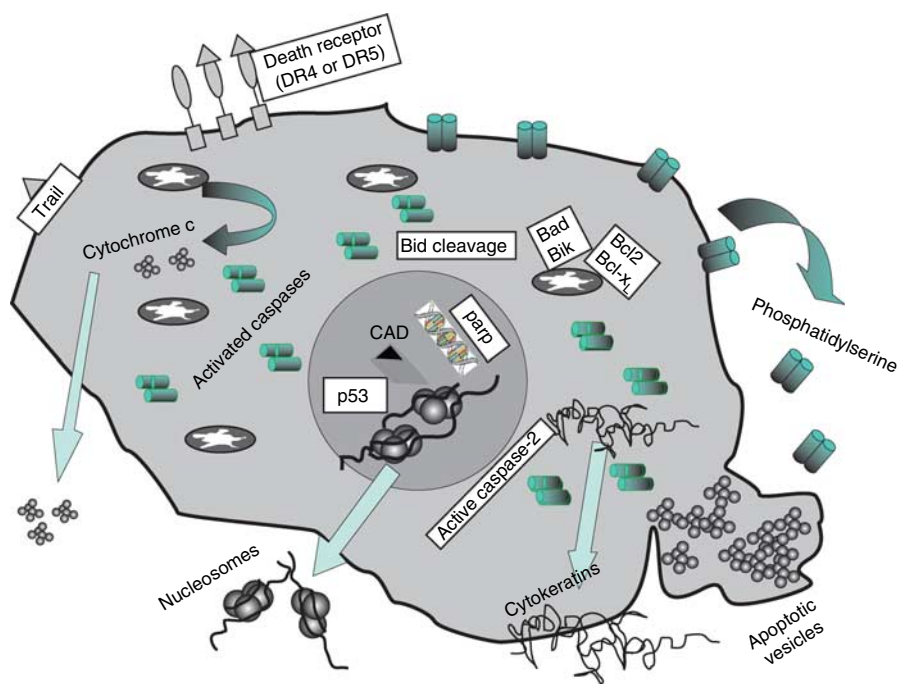 Death receptor
(DR4 or DR5)
Trail
Cytochrome c
Bid cleavage
Bad
Bik
Bcl2
Bcl-xL
Activated caspases
Phosphatidylserine
CAD
parp
p53
Active caspase-2
Nucleosomes
Cytokeratins
Apoptotic
vesicles